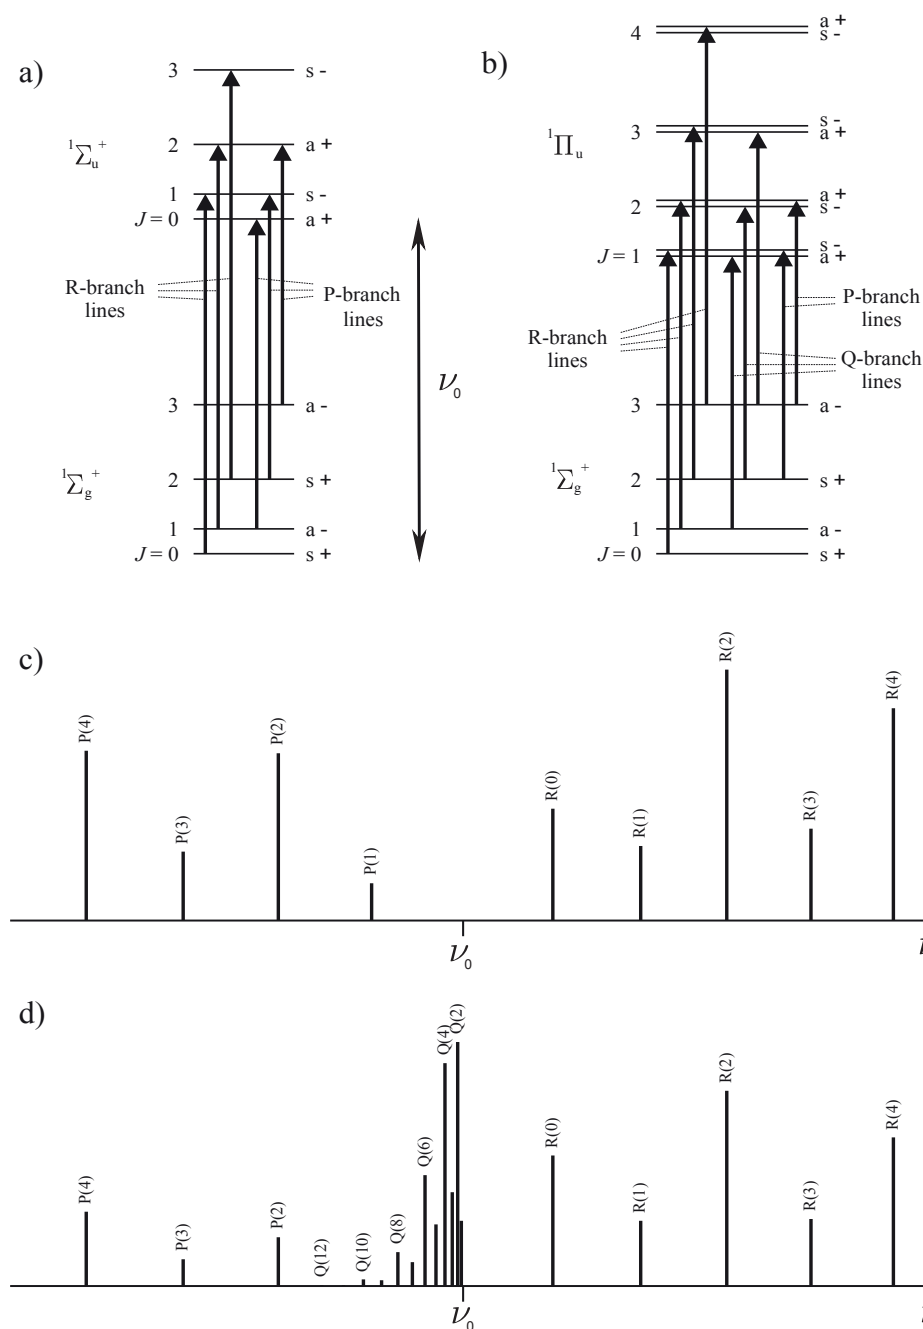 a)
3 s -
¹Σᵤ⁺
2 a +
1 s -
J = 0 a +
R-branch
lines
P-branch
lines
ν₀
3 a -
¹Σ_g⁺
2 s +
1 a -
J = 0 s +
b)
4 a +
s -
¹Πᵤ
3 s -
a +
2 a +
s -
J = 1 s -
a +
P-branch
lines
R-branch
lines
Q-branch
lines
3 a -
¹Σ_g⁺
2 s +
1 a -
J = 0 s +
c)
P(4)
P(3)
P(2)
P(1)
R(0)
R(1)
R(2)
R(3)
R(4)
ν₀
d)
P(4)
P(3)
P(2)
Q(12)
Q(10)
Q(8)
Q(6)
Q(4)
Q(2)
R(0)
R(1)
R(2)
R(3)
R(4)
ν₀